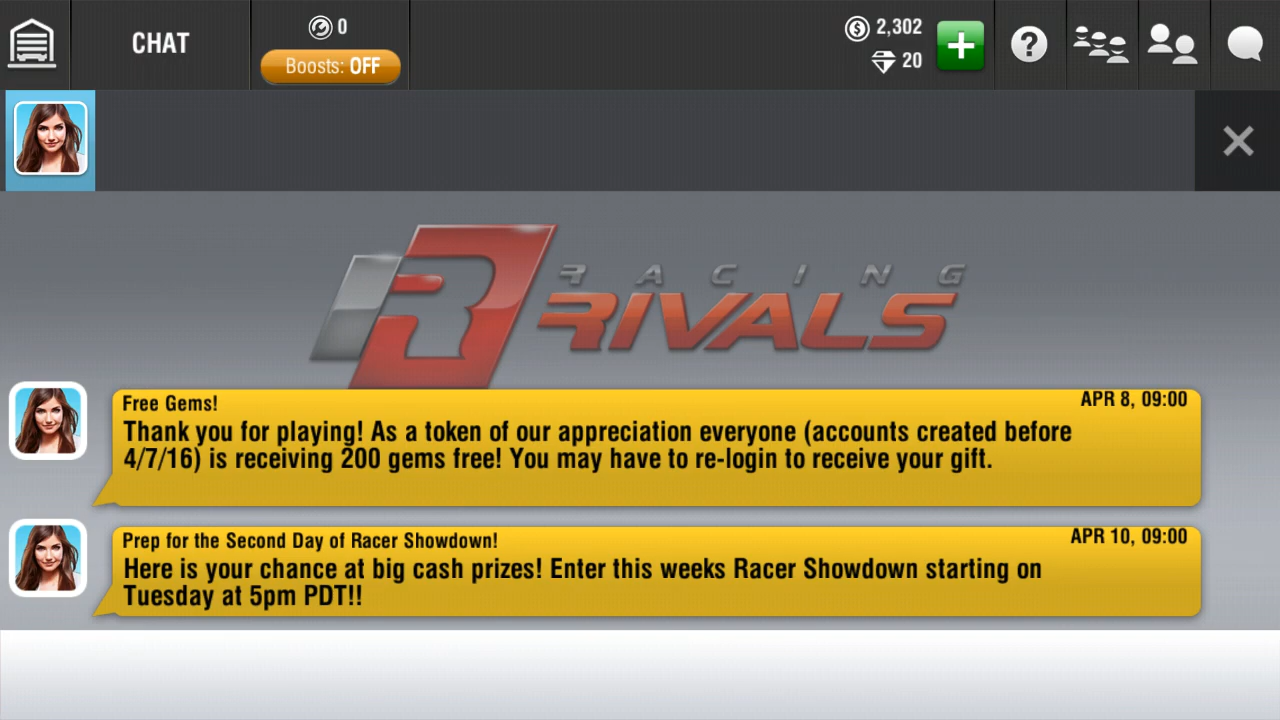 CHAT
0
Boosts: OFF
2,302
20
RACING
RIVALS
Free Gems!
APR 8, 09:00
Thank you for playing! As a token of our appreciation everyone (accounts created before
4/7/16) is receiving 200 gems free! You may have to re-login to receive your gift.
Prep for the Second Day of Racer Showdown!
APR 10, 09:00
Here is your chance at big cash prizes! Enter this weeks Racer Showdown starting on
Tuesday at 5pm PDT!!